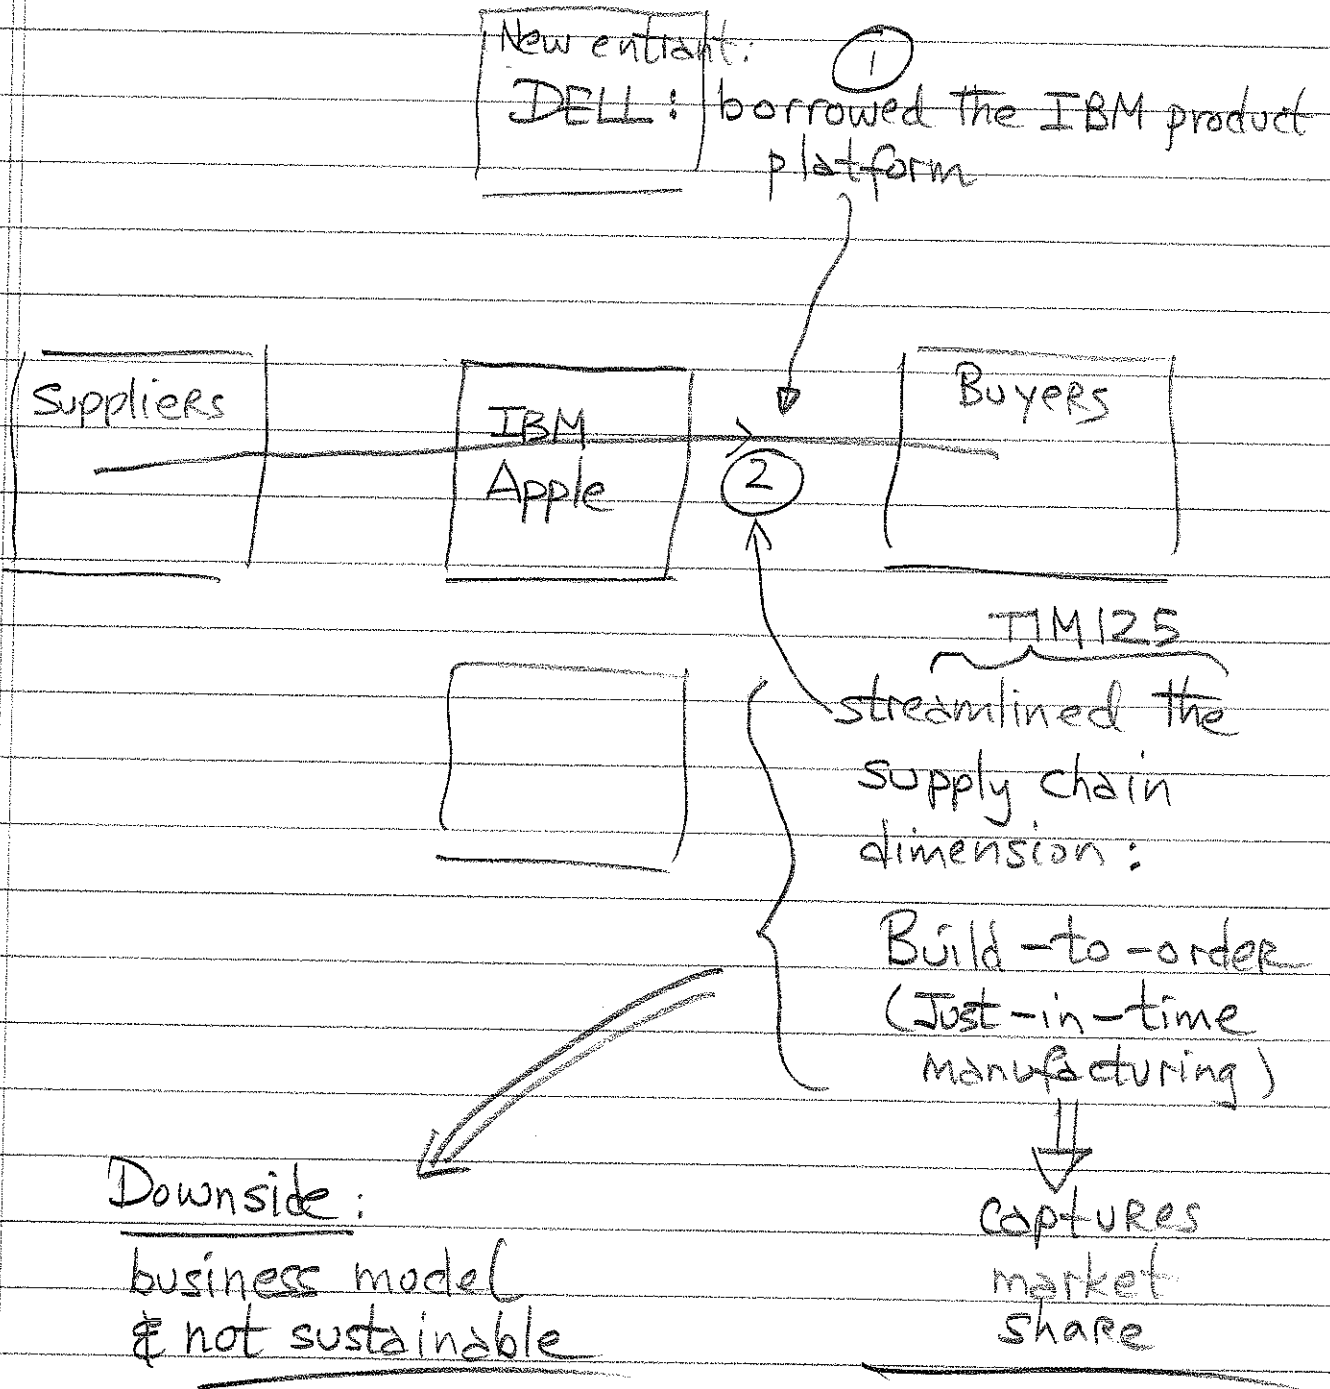 New entrant:
1
DELL: borrowed the IBM product
platform
Suppliers
IBM
Apple
Buyers
2
TIM125
streamlined the
supply chain
dimension:
Build-to-order
(Just-in-time
manufacturing)
Downside:
business model
not sustainable
captures
market
share